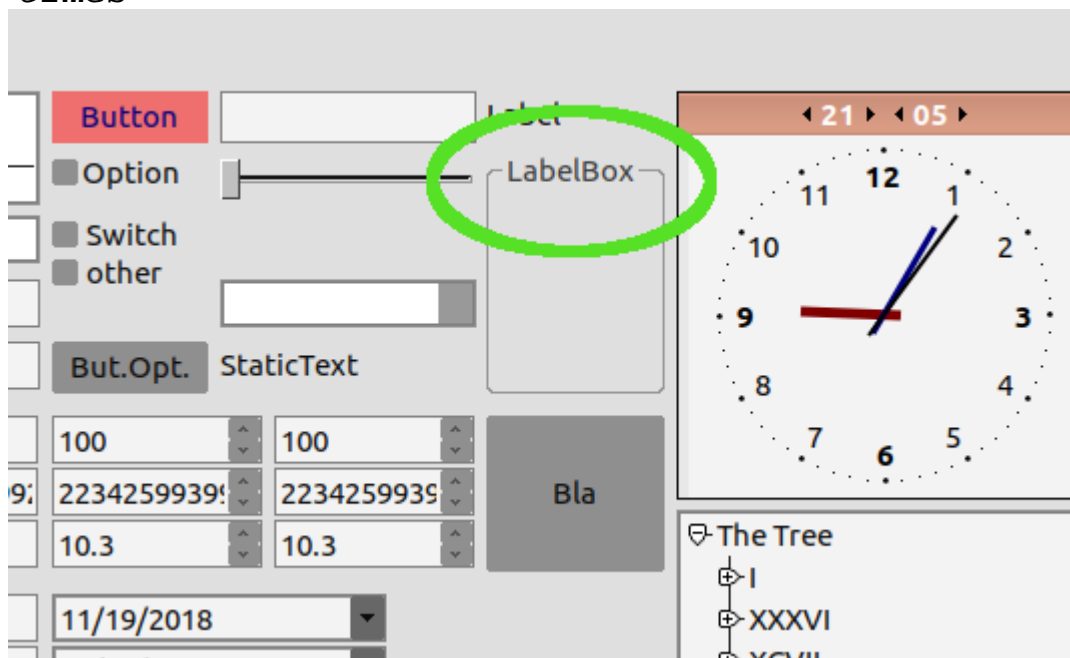 Button
Label
21 05
Option
LabelBox
12
11
1
Switch
10
2
other
9
3
But.Opt.
StaticText
8
4
100
100
7
5
6
2234259939
Bla
10.3
10.3
The Tree
I
11/19/2018
XXXVI